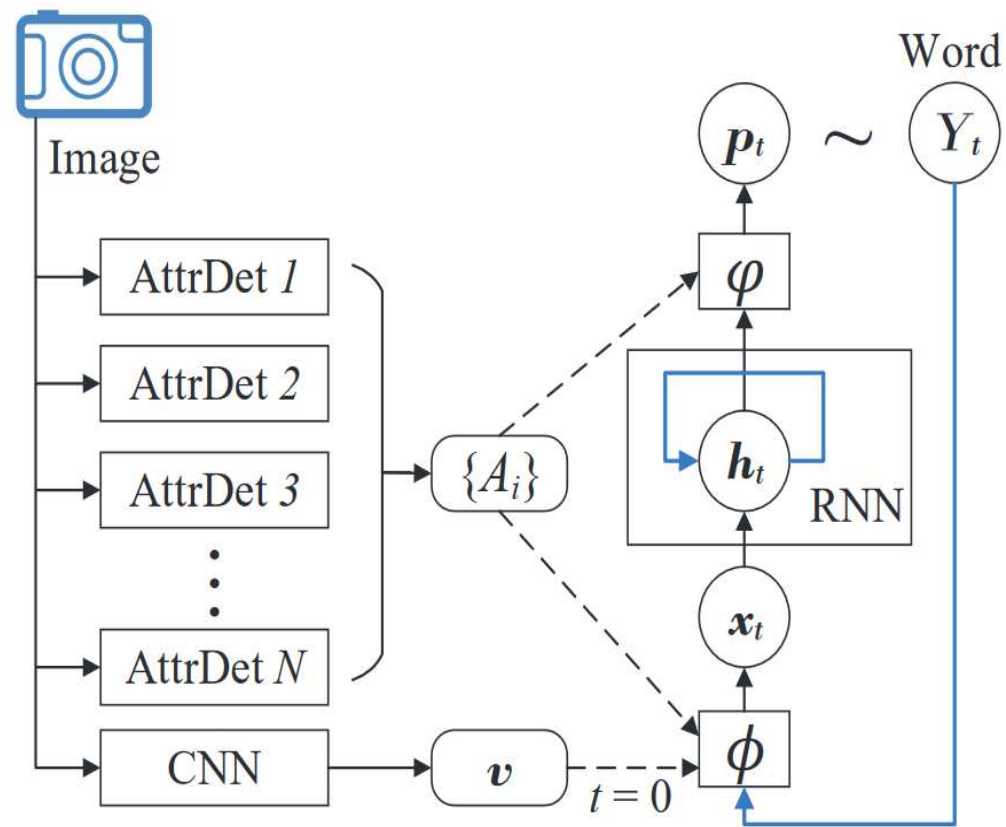 Word
p_t ~ Y_t
Image
φ
AttrDet 1
AttrDet 2
AttrDet 3
AttrDet N
{A_i}
h_t
RNN
x_t
CNN
v
t = 0
ϕ